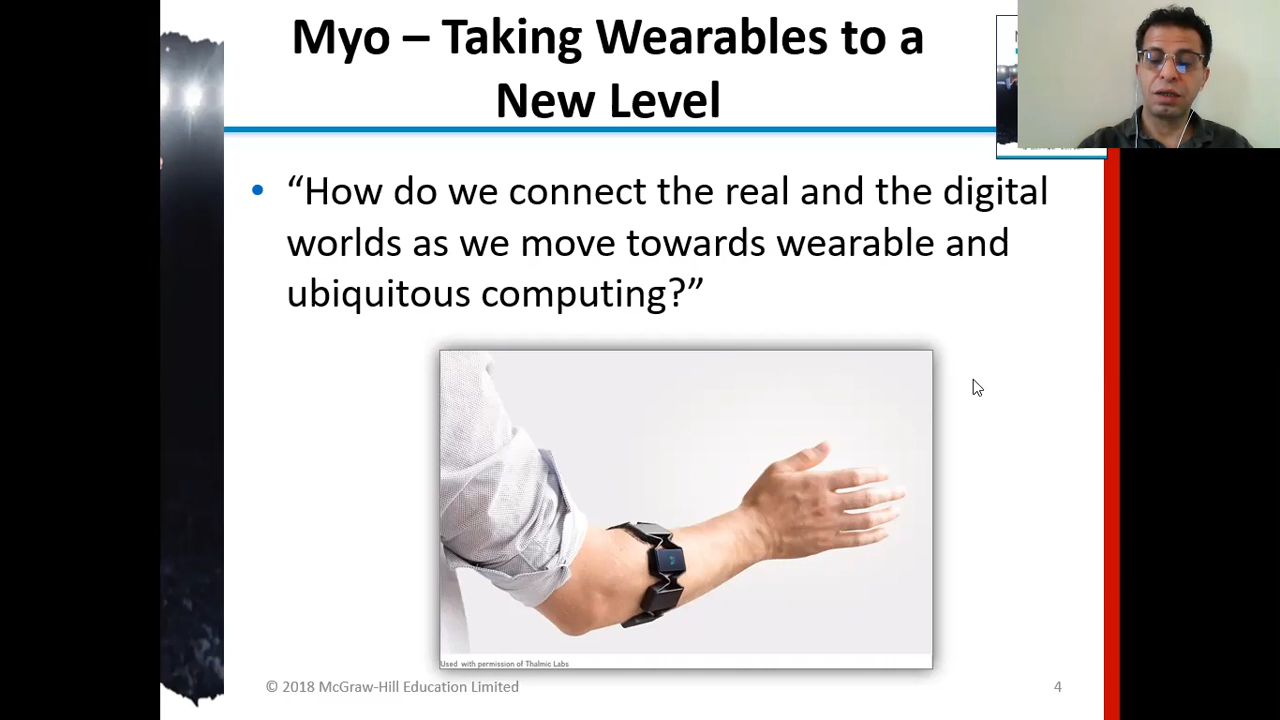 Myo – Taking Wearables to a
New Level
• “How do we connect the real and the digital
worlds as we move towards wearable and
ubiquitous computing?”
Used with permission of Thalmic Labs
© 2018 McGraw-Hill Education Limited
4